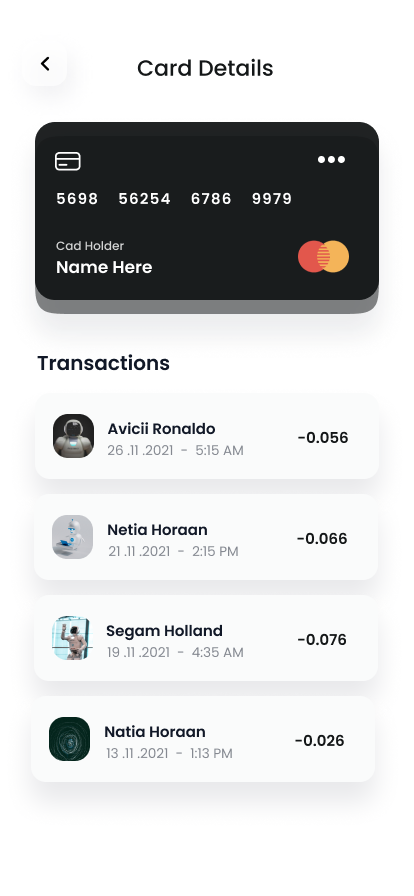 Card Details
5698 56254 6786 9979
Cad Holder
Name Here
Transactions
Avicii Ronaldo
26 .11 .2021 - 5:15 AM
-0.056
Netia Horaan
21 .11 .2021 - 2:15 PM
-0.066
Segam Holland
19 .11 .2021 - 4:35 AM
-0.076
Natia Horaan
13 .11 .2021 - 1:13 PM
-0.026